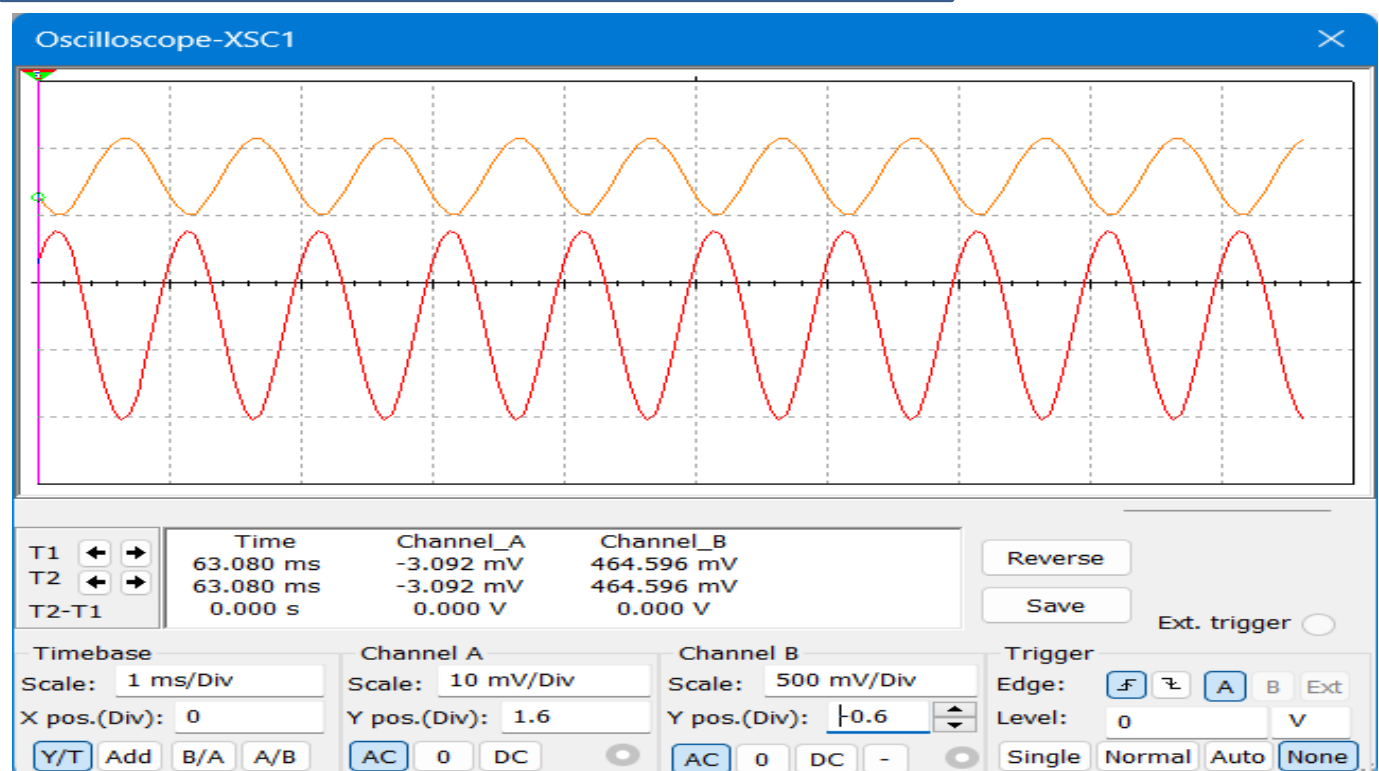 Oscilloscope-XSC1
Time Channel_A Channel_B
T1 63.080 ms -3.092 mV 464.596 mV
T2 63.080 ms -3.092 mV 464.596 mV
T2-T1 0.000 s 0.000 V 0.000 V
Reverse
Save
Ext. trigger
Timebase
Scale: 1 ms/Div
X pos.(Div): 0
Y/T Add B/A A/B
Channel A
Scale: 10 mV/Div
Y pos.(Div): 1.6
AC 0 DC
Channel B
Scale: 500 mV/Div
Y pos.(Div): -0.6
AC 0 DC -
Trigger
Edge: A B Ext
Level: 0 V
Single Normal Auto None